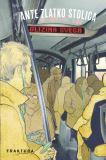 ANTE ZLATKO STOLICA
BLIZINA SVEGA
FRAKTURA